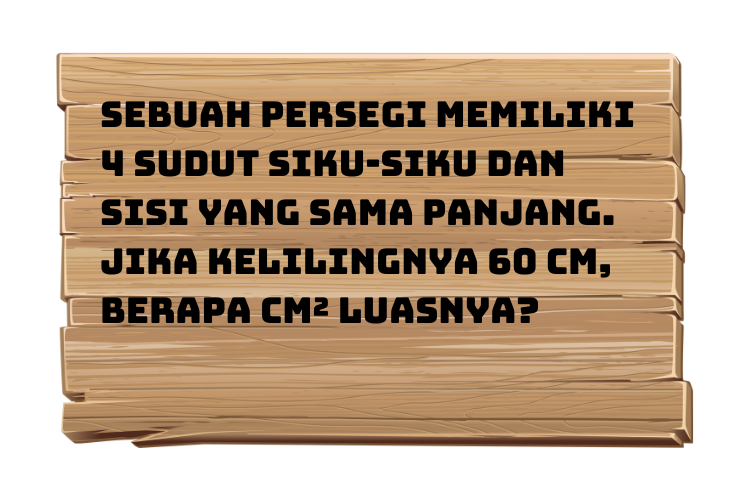 SEBUAH PERSEGI MEMILIKI
4 SUDUT SIKU-SIKU DAN
SISI YANG SAMA PANJANG.
JIKA KELILINGNYA 60 CM,
BERAPA CM² LUASNYA?